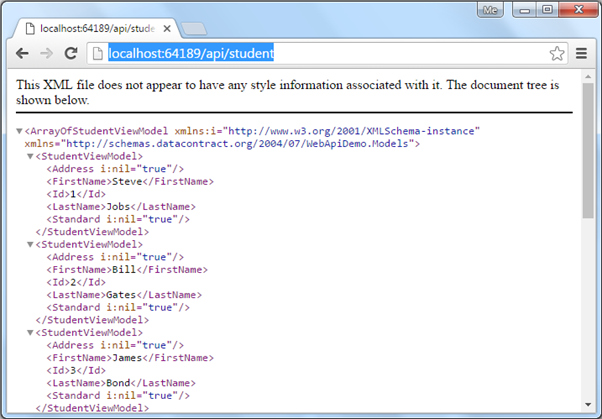 Me
localhost:64189/api/stude
localhost:64189/api/student
This XML file does not appear to have any style information associated with it. The document tree is
shown below.
▼<ArrayOfStudentViewModel xmlns:i="http://www.w3.org/2001/XMLSchema-instance"
xmlns="http://schemas.datacontract.org/2004/07/WebApiDemo.Models">
▼<StudentViewModel>
<Address i:nil="true"/>
<FirstName>Steve</FirstName>
<Id>1</Id>
<LastName>Jobs</LastName>
<Standard i:nil="true"/>
</StudentViewModel>
▼<StudentViewModel>
<Address i:nil="true"/>
<FirstName>Bill</FirstName>
<Id>2</Id>
<LastName>Gates</LastName>
<Standard i:nil="true"/>
</StudentViewModel>
▼<StudentViewModel>
<Address i:nil="true"/>
<FirstName>James</FirstName>
<Id>3</Id>
<LastName>Bond</LastName>
<Standard i:nil="true"/>
</StudentViewModel>